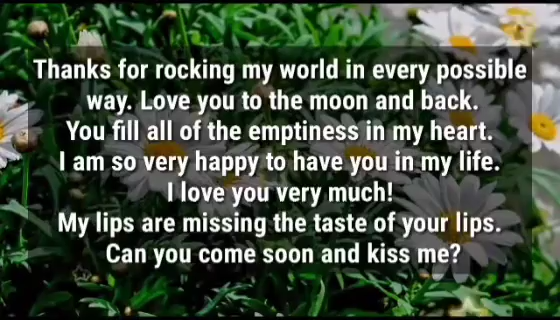 Thanks for rocking my world in every possible
way. Love you to the moon and back.
You fill all of the emptiness in my heart.
I am so very happy to have you in my life.
I love you very much!
My lips are missing the taste of your lips.
Can you come soon and kiss me?